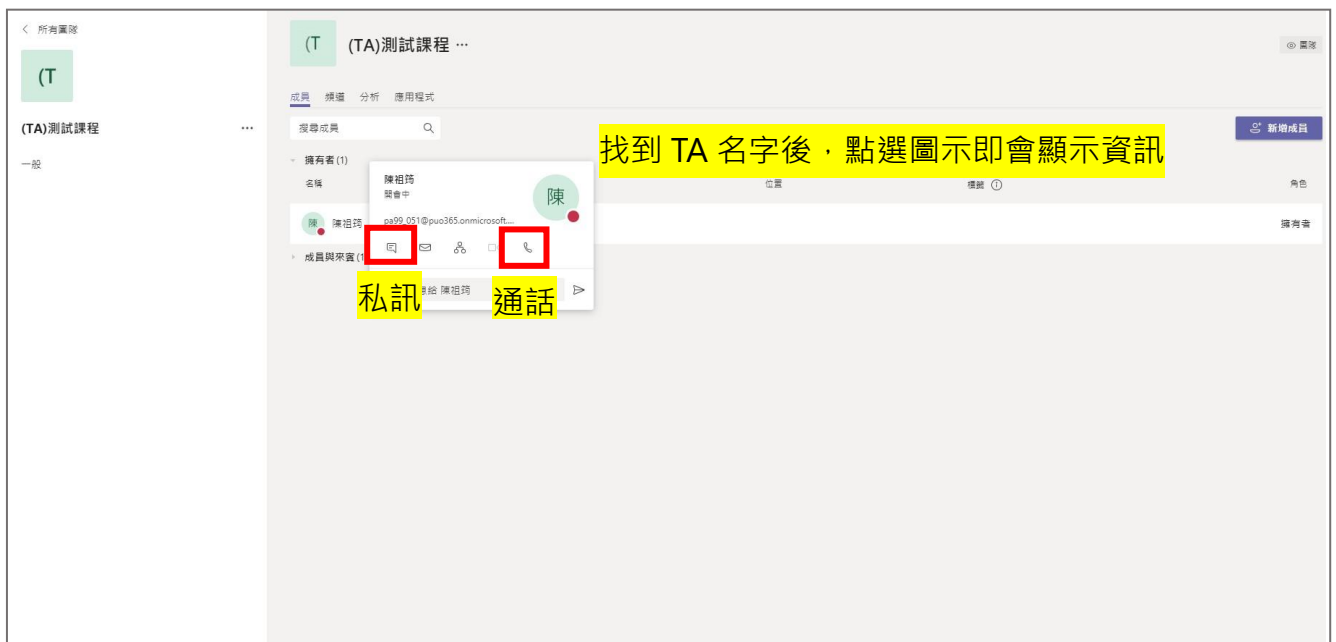 所有團隊
(T
(TA)測試課程 ...
一般
(T
(TA)測試課程 ...
團隊
成員 頻道 分析 應用程式
搜尋成員
新增成員
找到 TA 名字後,點選圖示即會顯示資訊
擁有者(1)
名稱 位置 標籤 角色
陳 陳祖筠 擁有者
陳祖筠
開會中
陳
pa99_051@puo365.onmicrosoft....
成員與來賓(1
給 陳祖筠
私訊 通話